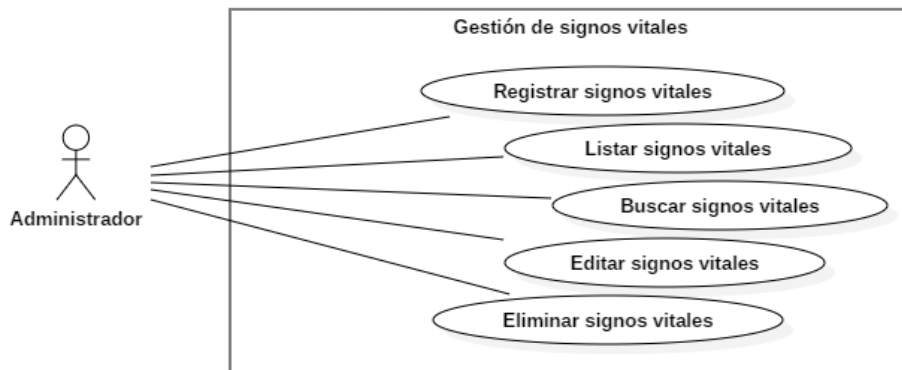 Gestión de signos vitales
Registrar signos vitales
Listar signos vitales
Buscar signos vitales
Administrador
Editar signos vitales
Eliminar signos vitales